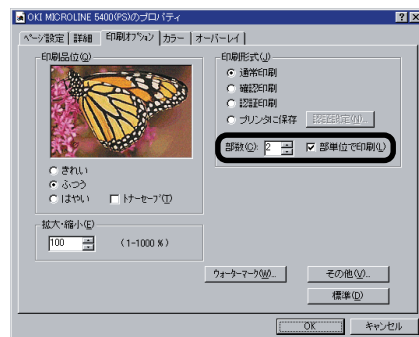 OKI MICROLINE 5400(PS)のプロパティ
ページ設定 詳細 印刷オプション カラー オーバーレイ
印刷品位(Q)
きれい
ふつう
はやい トナーセーブ(T)
拡大・縮小(E)
100 (1-1000 %)
印刷形式(J)
通常印刷
確認印刷
認証印刷
プリンタに保存 認証設定(N)...
部数(C): 2 部単位で印刷(L)
ウォーターマーク(W)... その他(V)...
標準(D)
OK キャンセル